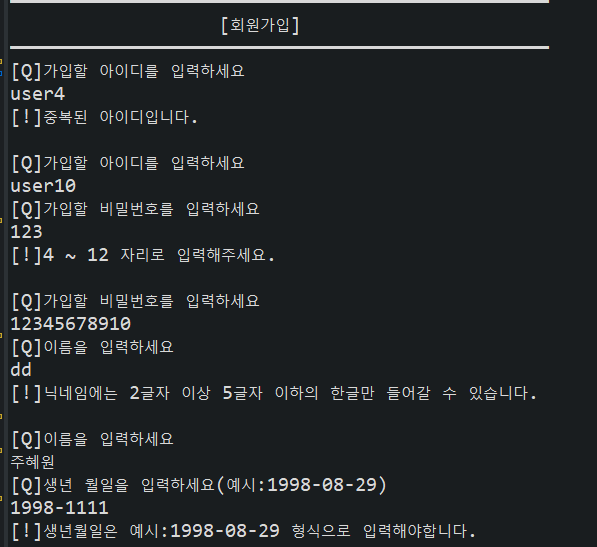 [회원가입]
[Q]가입할 아이디를 입력하세요
user4
[!]중복된 아이디입니다.
[Q]가입할 아이디를 입력하세요
user10
[Q]가입할 비밀번호를 입력하세요
123
[!]4 ~ 12 자리로 입력해주세요.
[Q]가입할 비밀번호를 입력하세요
12345678910
[Q]이름을 입력하세요
dd
[!]닉네임에는 2글자 이상 5글자 이하의 한글만 들어갈 수 있습니다.
[Q]이름을 입력하세요
주혜원
[Q]생년 월일을 입력하세요(예시:1998-08-29)
1998-1111
[!]생년월일은 예시:1998-08-29 형식으로 입력해야합니다.